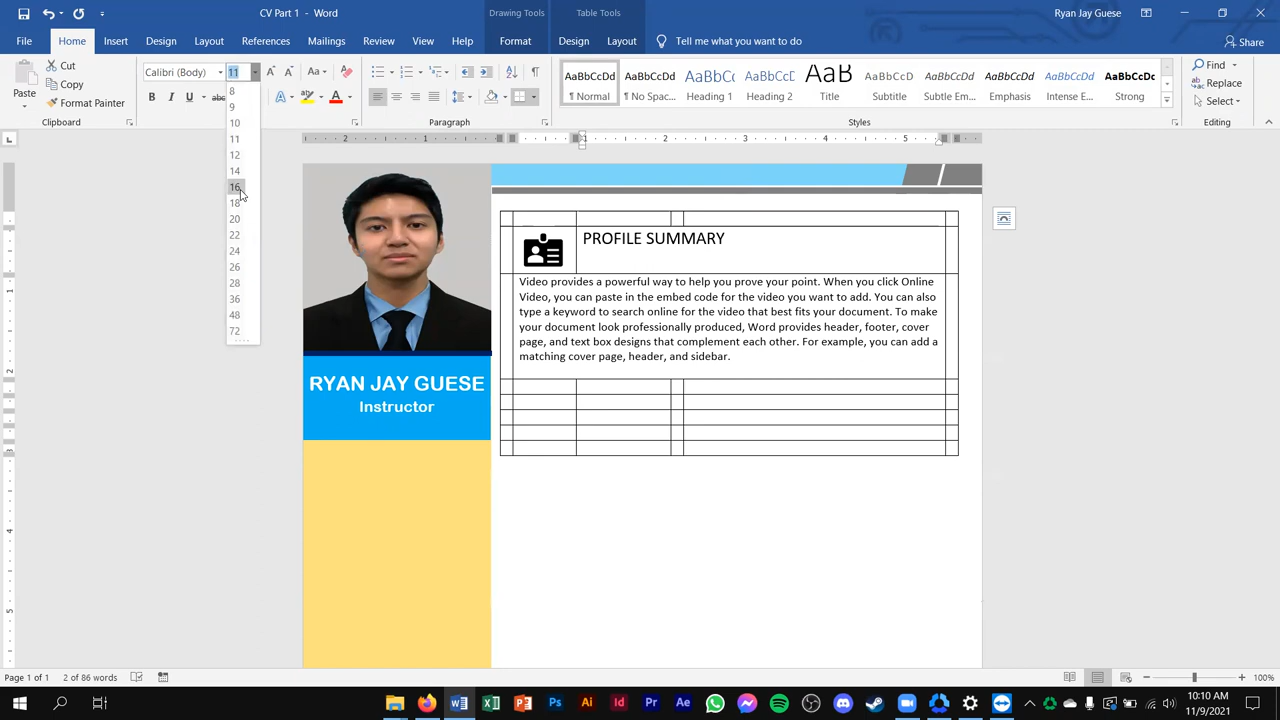 CV Part 1 - Word
Drawing Tools
Table Tools
Ryan Jay Guese
File
Home
Insert
Design
Layout
References
Mailings
Review
View
Help
Format
Design
Layout
Tell me what you want to do
Share
Paste
Cut
Copy
Format Painter
Clipboard
Calibri (Body)
11
Aa
B
I
U
abc
8
9
10
11
12
14
16
18
20
22
24
26
28
36
48
72
Paragraph
AaBbCcDd
¶ Normal
AaBbCcDd
¶ No Spac...
AaBbC
Heading 1
AaBbCcD
Heading 2
AaB
Title
AaBbCcD
Subtitle
AaBbCcDd
Subtle Em...
AaBbCcDd
Emphasis
AaBbCcDd
Intense E...
AaBbCcDc
Strong
Styles
Find
Replace
Select
Editing
PROFILE SUMMARY
Video provides a powerful way to help you prove your point. When you click Online
Video, you can paste in the embed code for the video you want to add. You can also
type a keyword to search online for the video that best fits your document. To make
your document look professionally produced, Word provides header, footer, cover
page, and text box designs that complement each other. For example, you can add a
matching cover page, header, and sidebar.
RYAN JAY GUESE
Instructor
Page 1 of 1
2 of 86 words
100%
10:10 AM
11/9/2021